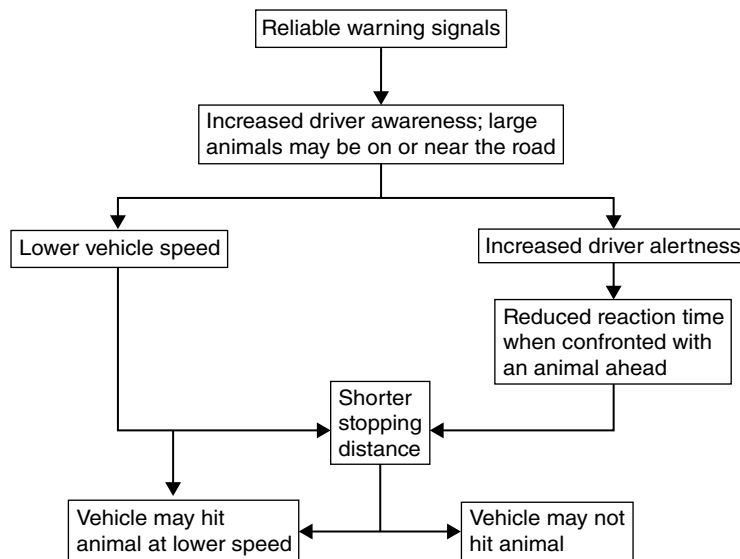 Reliable warning signals
Increased driver awareness; large
animals may be on or near the road
Lower vehicle speed
Increased driver alertness
Reduced reaction time
when confronted with
an animal ahead
Shorter
stopping
distance
Vehicle may hit
animal at lower speed
Vehicle may not
hit animal